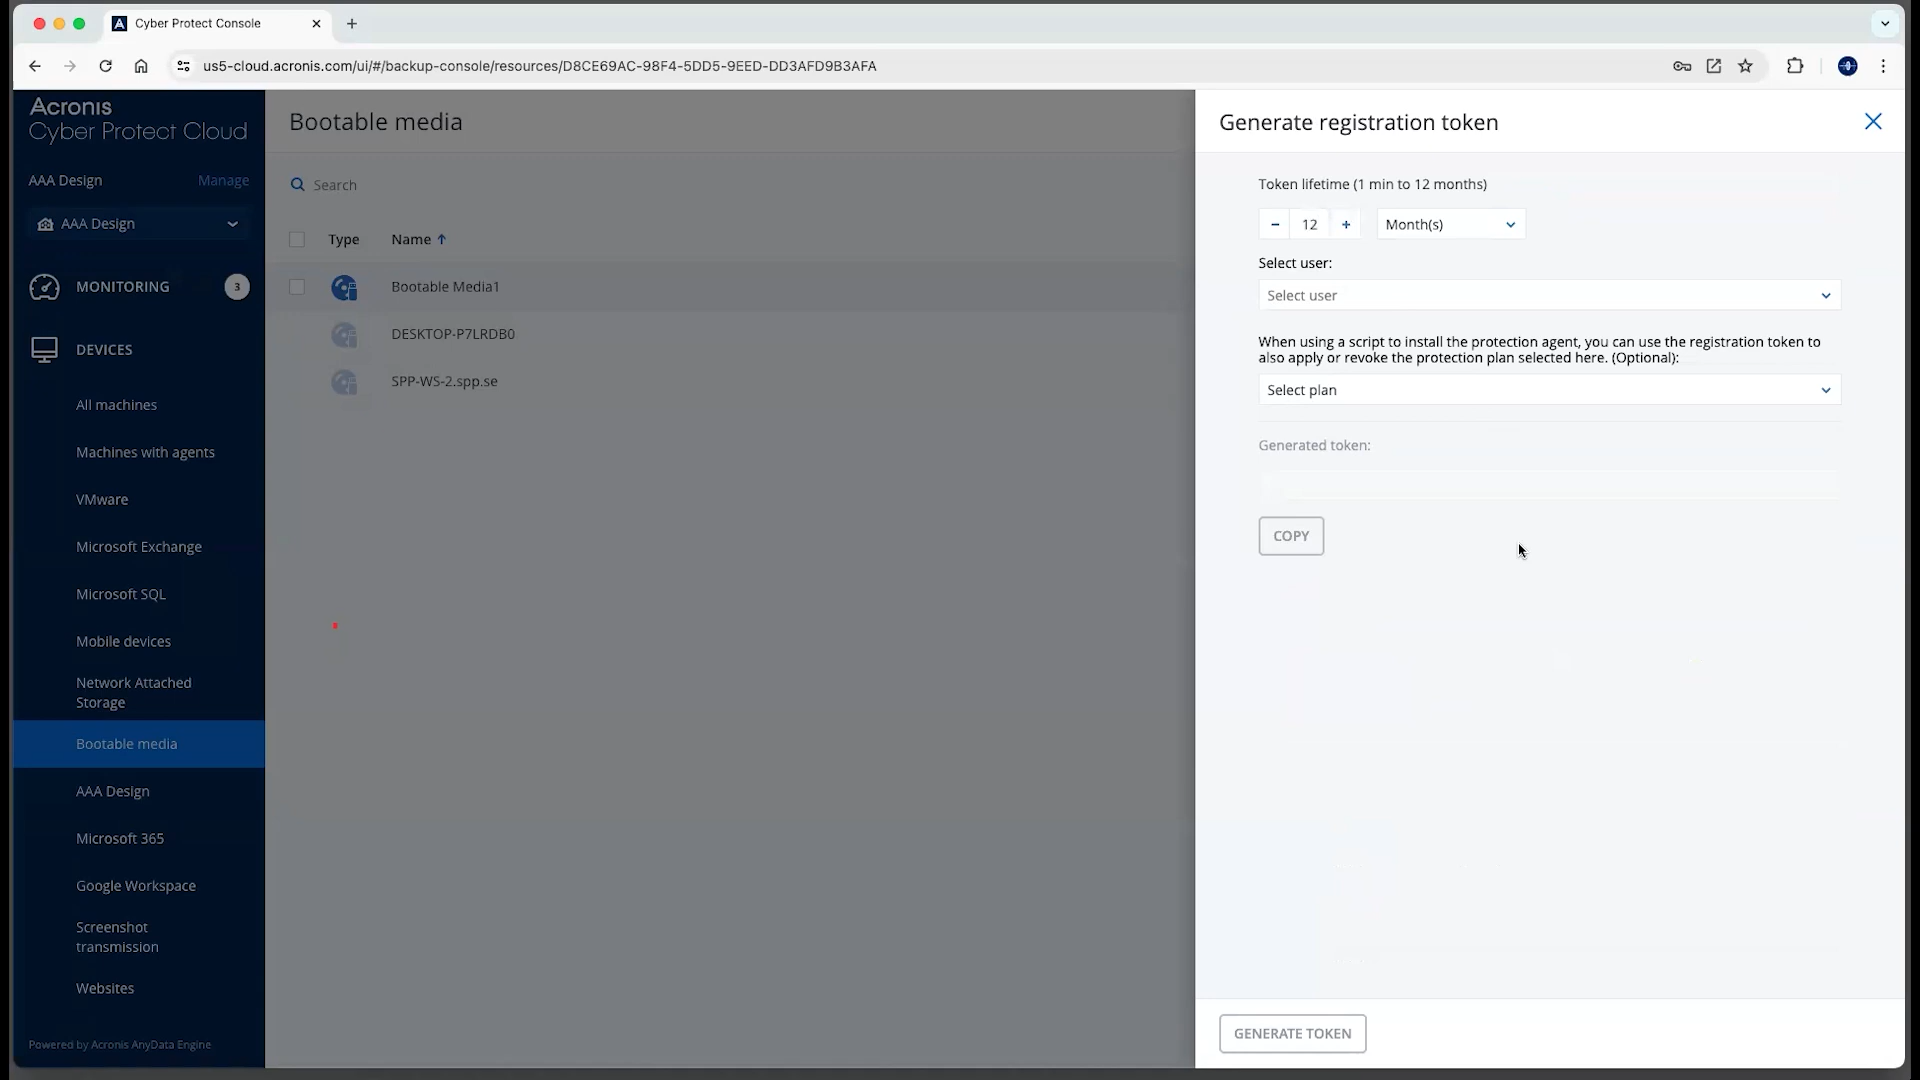 Cyber Protect Console
us5-cloud.acronis.com/ui/#/backup-console/resources/D8CE69AC-98F4-5DD5-9EED-DD3AFD9B3AFA
Acronis
Cyber Protect Cloud
AAA Design
Manage
AAA Design
MONITORING
3
DEVICES
All machines
Machines with agents
VMware
Microsoft Exchange
Microsoft SQL
Mobile devices
Network Attached
Storage
Bootable media
AAA Design
Microsoft 365
Google Workspace
Screenshot
transmission
Websites
Powered by Acronis AnyData Engine
Bootable media
Search
Type
Name
Bootable Media1
DESKTOP-P7LRDB0
SPP-WS-2.spp.se
Generate registration token
Token lifetime (1 min to 12 months)
- 12 +
Month(s)
Select user:
Select user
When using a script to install the protection agent, you can use the registration token to
also apply or revoke the protection plan selected here. (Optional):
Select plan
Generated token:
COPY
GENERATE TOKEN